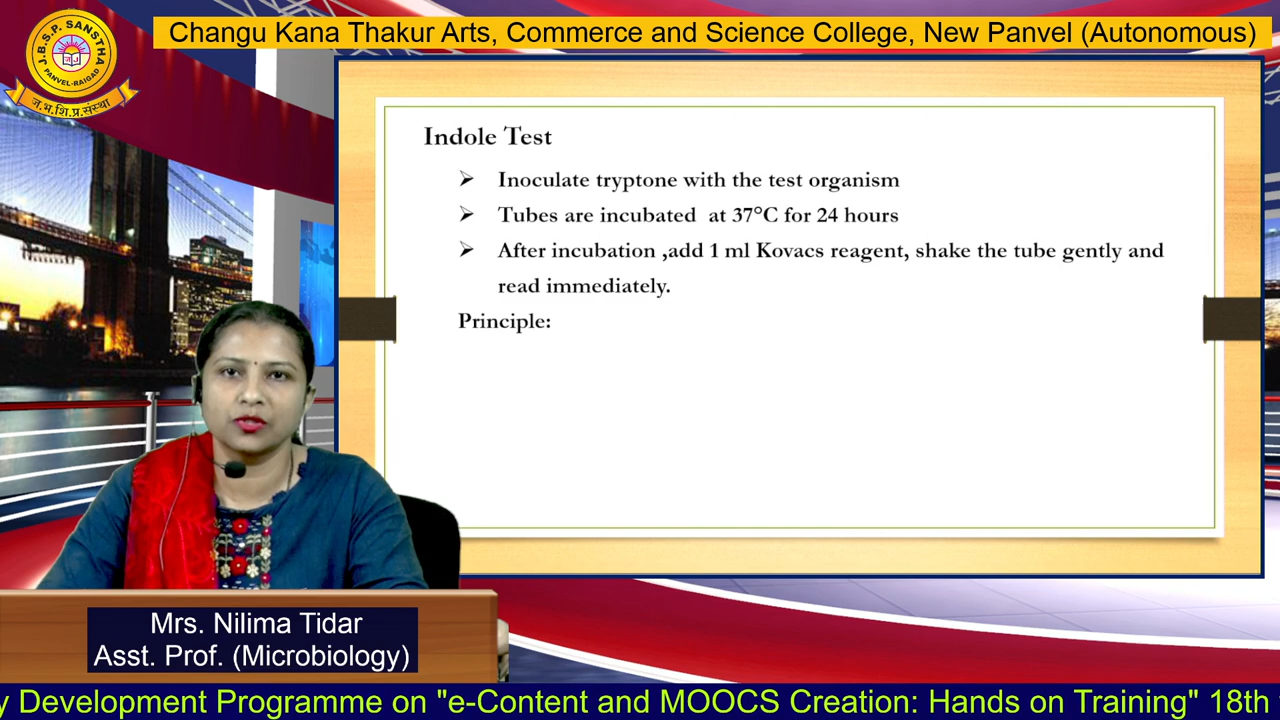 Changu Kana Thakur Arts, Commerce and Science College, New Panvel (Autonomous)
J.B.S.P. SANSTHA
PANVEL-RAIGAD
ज.भ.शि.प्र.संस्था
Indole Test
Inoculate tryptone with the test organism
Tubes are incubated at 37°C for 24 hours
After incubation ,add 1 ml Kovacs reagent, shake the tube gently and
read immediately.
Principle:
Mrs. Nilima Tidar
Asst. Prof. (Microbiology)
y Development Programme on "e-Content and MOOCS Creation: Hands on Training" 18th